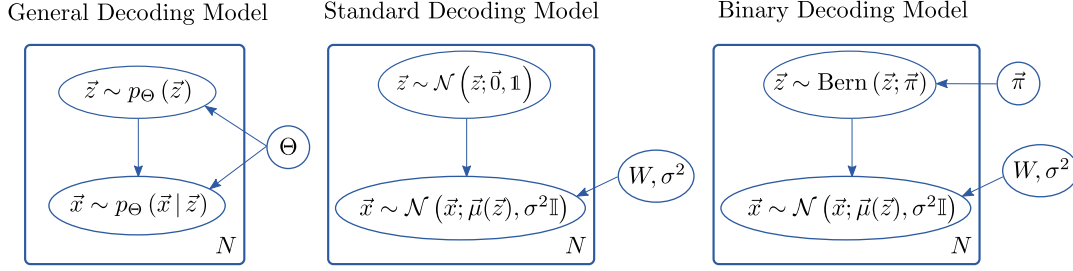 General Decoding Model
z⃗ ∼ p_Θ (z⃗)
Θ
x⃗ ∼ p_Θ (x⃗ | z⃗)
N
Standard Decoding Model
z⃗ ∼ 𝒩 (z⃗; 0⃗, 𝟙)
W, σ²
x⃗ ∼ 𝒩 (x⃗; μ⃗(z⃗), σ²𝕀)
N
Binary Decoding Model
z⃗ ∼ Bern (z⃗; π⃗)
π⃗
W, σ²
x⃗ ∼ 𝒩 (x⃗; μ⃗(z⃗), σ²𝕀)
N